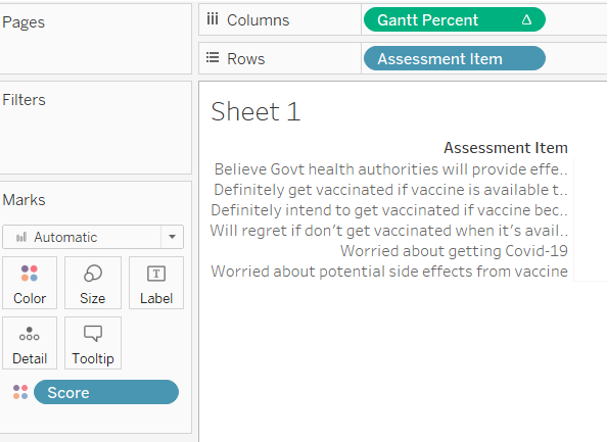 Pages
Columns
Gantt Percent Δ
Rows
Assessment Item
Filters
Sheet 1
Assessment Item
Believe Govt health authorities will provide effe..
Definitely get vaccinated if vaccine is available t..
Definitely intend to get vaccinated if vaccine bec..
Will regret if don’t get vaccinated when it’s avail..
Worried about getting Covid-19
Worried about potential side effects from vaccine
Marks
Automatic
Color Size Label
T
Detail Tooltip
Score